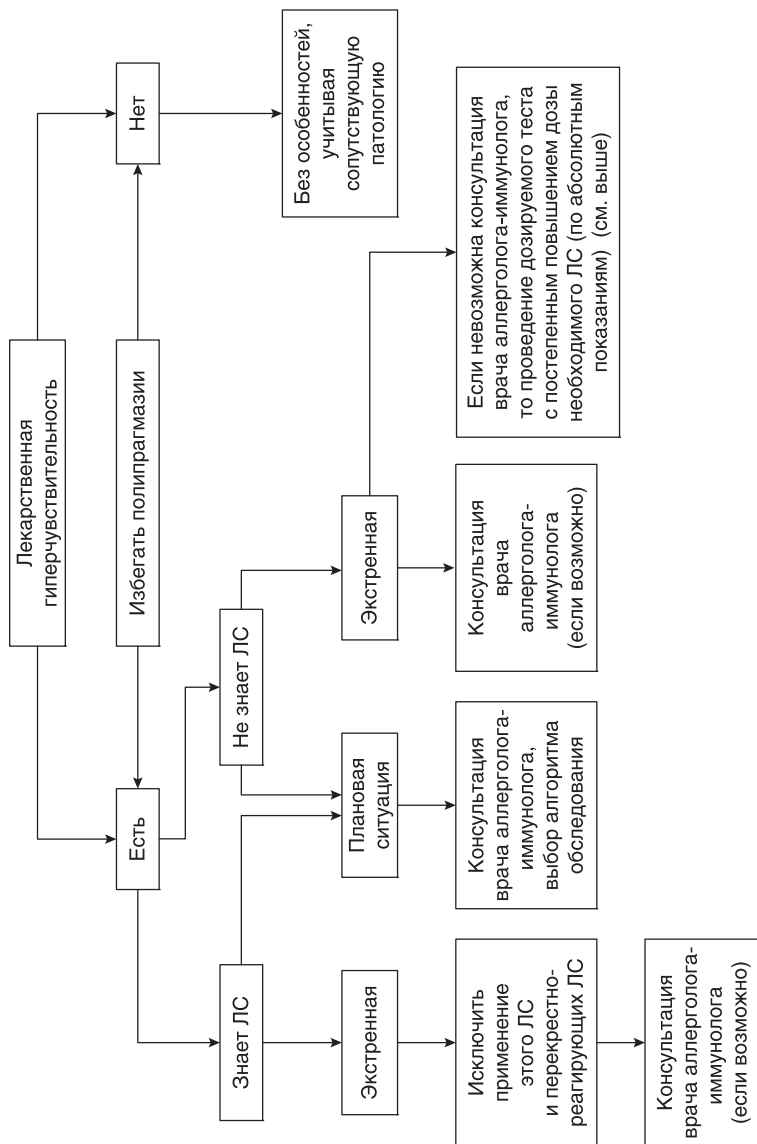 Лекарственная
гиперчувствительность
Избегать полипрагмазии
Есть
Нет
Знает ЛС
Не знает ЛС
Без особенностей,
учитывая
сопутствующую
патологию
Экстренная
Плановая
ситуация
Экстренная
Исключить
применение
этого ЛС
и перекрестно-
реагирующих ЛС
Консультация
врача аллерголога-
иммунолога,
выбор алгоритма
обследования
Консультация
врача
аллерголога-
иммунолога
(если возможно)
Если невозможна консультация
врача аллерголога-иммунолога,
то проведение дозируемого теста
с постепенным повышением дозы
необходимого ЛС (по абсолютным
показаниям) (см. выше)
Консультация
врача аллерголога-
иммунолога
(если возможно)